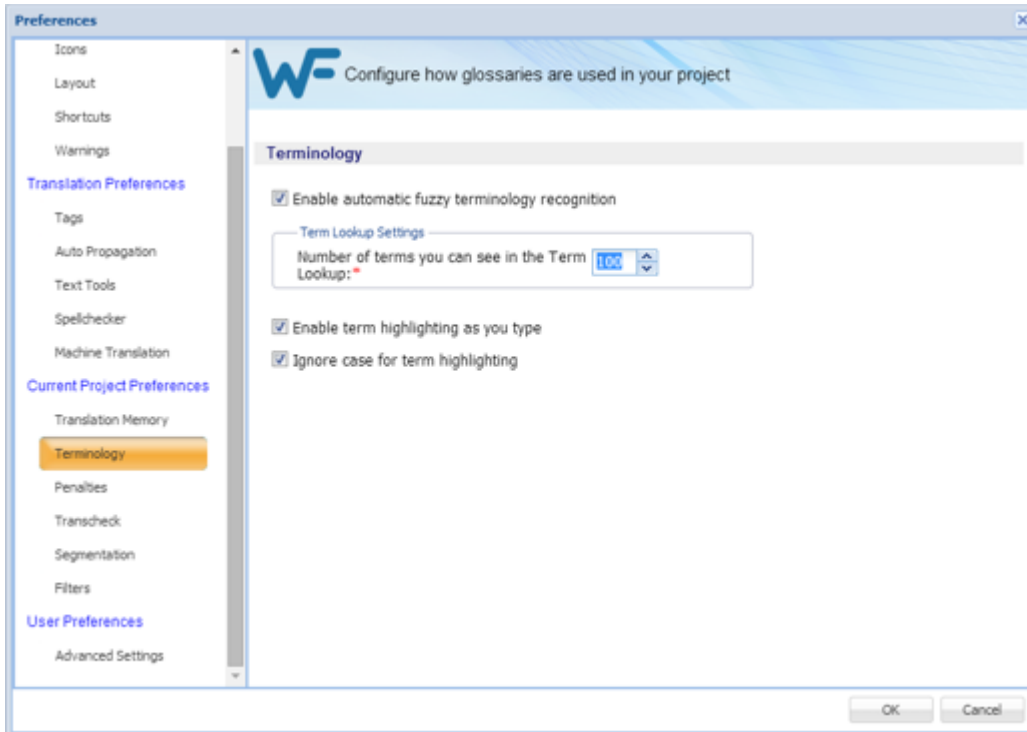 Preferences
Icons
Layout
Shortcuts
Warnings
Translation Preferences
Tags
Auto Propagation
Text Tools
Spellchecker
Machine Translation
Current Project Preferences
Translation Memory
Terminology
Penalties
Transcheck
Segmentation
Filters
User Preferences
Advanced Settings
WF
Configure how glossaries are used in your project
Terminology
Enable automatic fuzzy terminology recognition
Term Lookup Settings
Number of terms you can see in the Term 100
Lookup:*
Enable term highlighting as you type
Ignore case for term highlighting
OK
Cancel